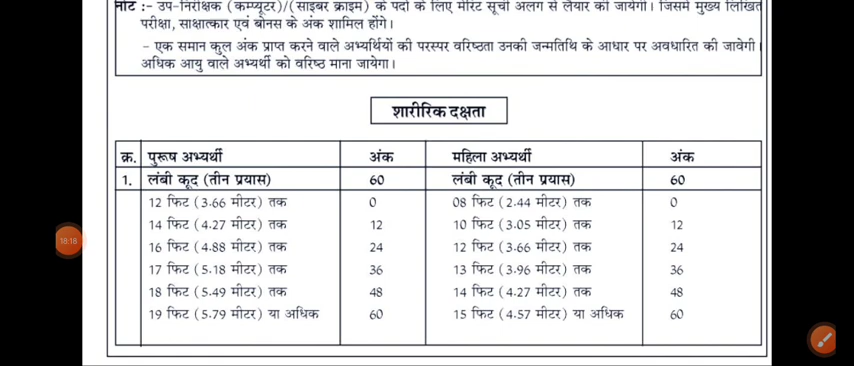 नोट :- उप-निरीक्षक (कम्प्यूटर)/(साइबर क्राइम) के पदों के लिए मेरिट सूची अलग से तैयार की जायेगी। जिसमें मुख्य लिखित
परीक्षा, साक्षात्कार एवं बोनस के अंक शामिल होंगे।
- एक समान कुल अंक प्राप्त करने वाले अभ्यर्थियों की परस्पर वरिष्ठता उनकी जन्मतिथि के आधार पर अवधारित की जावेगी।
अधिक आयु वाले अभ्यर्थी को वरिष्ठ माना जायेगा।
शारीरिक दक्षता
क्र. पुरूष अभ्यर्थी अंक महिला अभ्यर्थी अंक
1. लंबी कूद (तीन प्रयास) 60 लंबी कूद (तीन प्रयास) 60
12 फिट (3.66 मीटर) तक 0 08 फिट (2.44 मीटर) तक 0
14 फिट (4.27 मीटर) तक 12 10 फिट (3.05 मीटर) तक 12
18:18
16 फिट (4.88 मीटर) तक 24 12 फिट (3.66 मीटर) तक 24
17 फिट (5.18 मीटर) तक 36 13 फिट (3.96 मीटर) तक 36
18 फिट (5.49 मीटर) तक 48 14 फिट (4.27 मीटर) तक 48
19 फिट (5.79 मीटर) या अधिक 60 15 फिट (4.57 मीटर) या अधिक 60